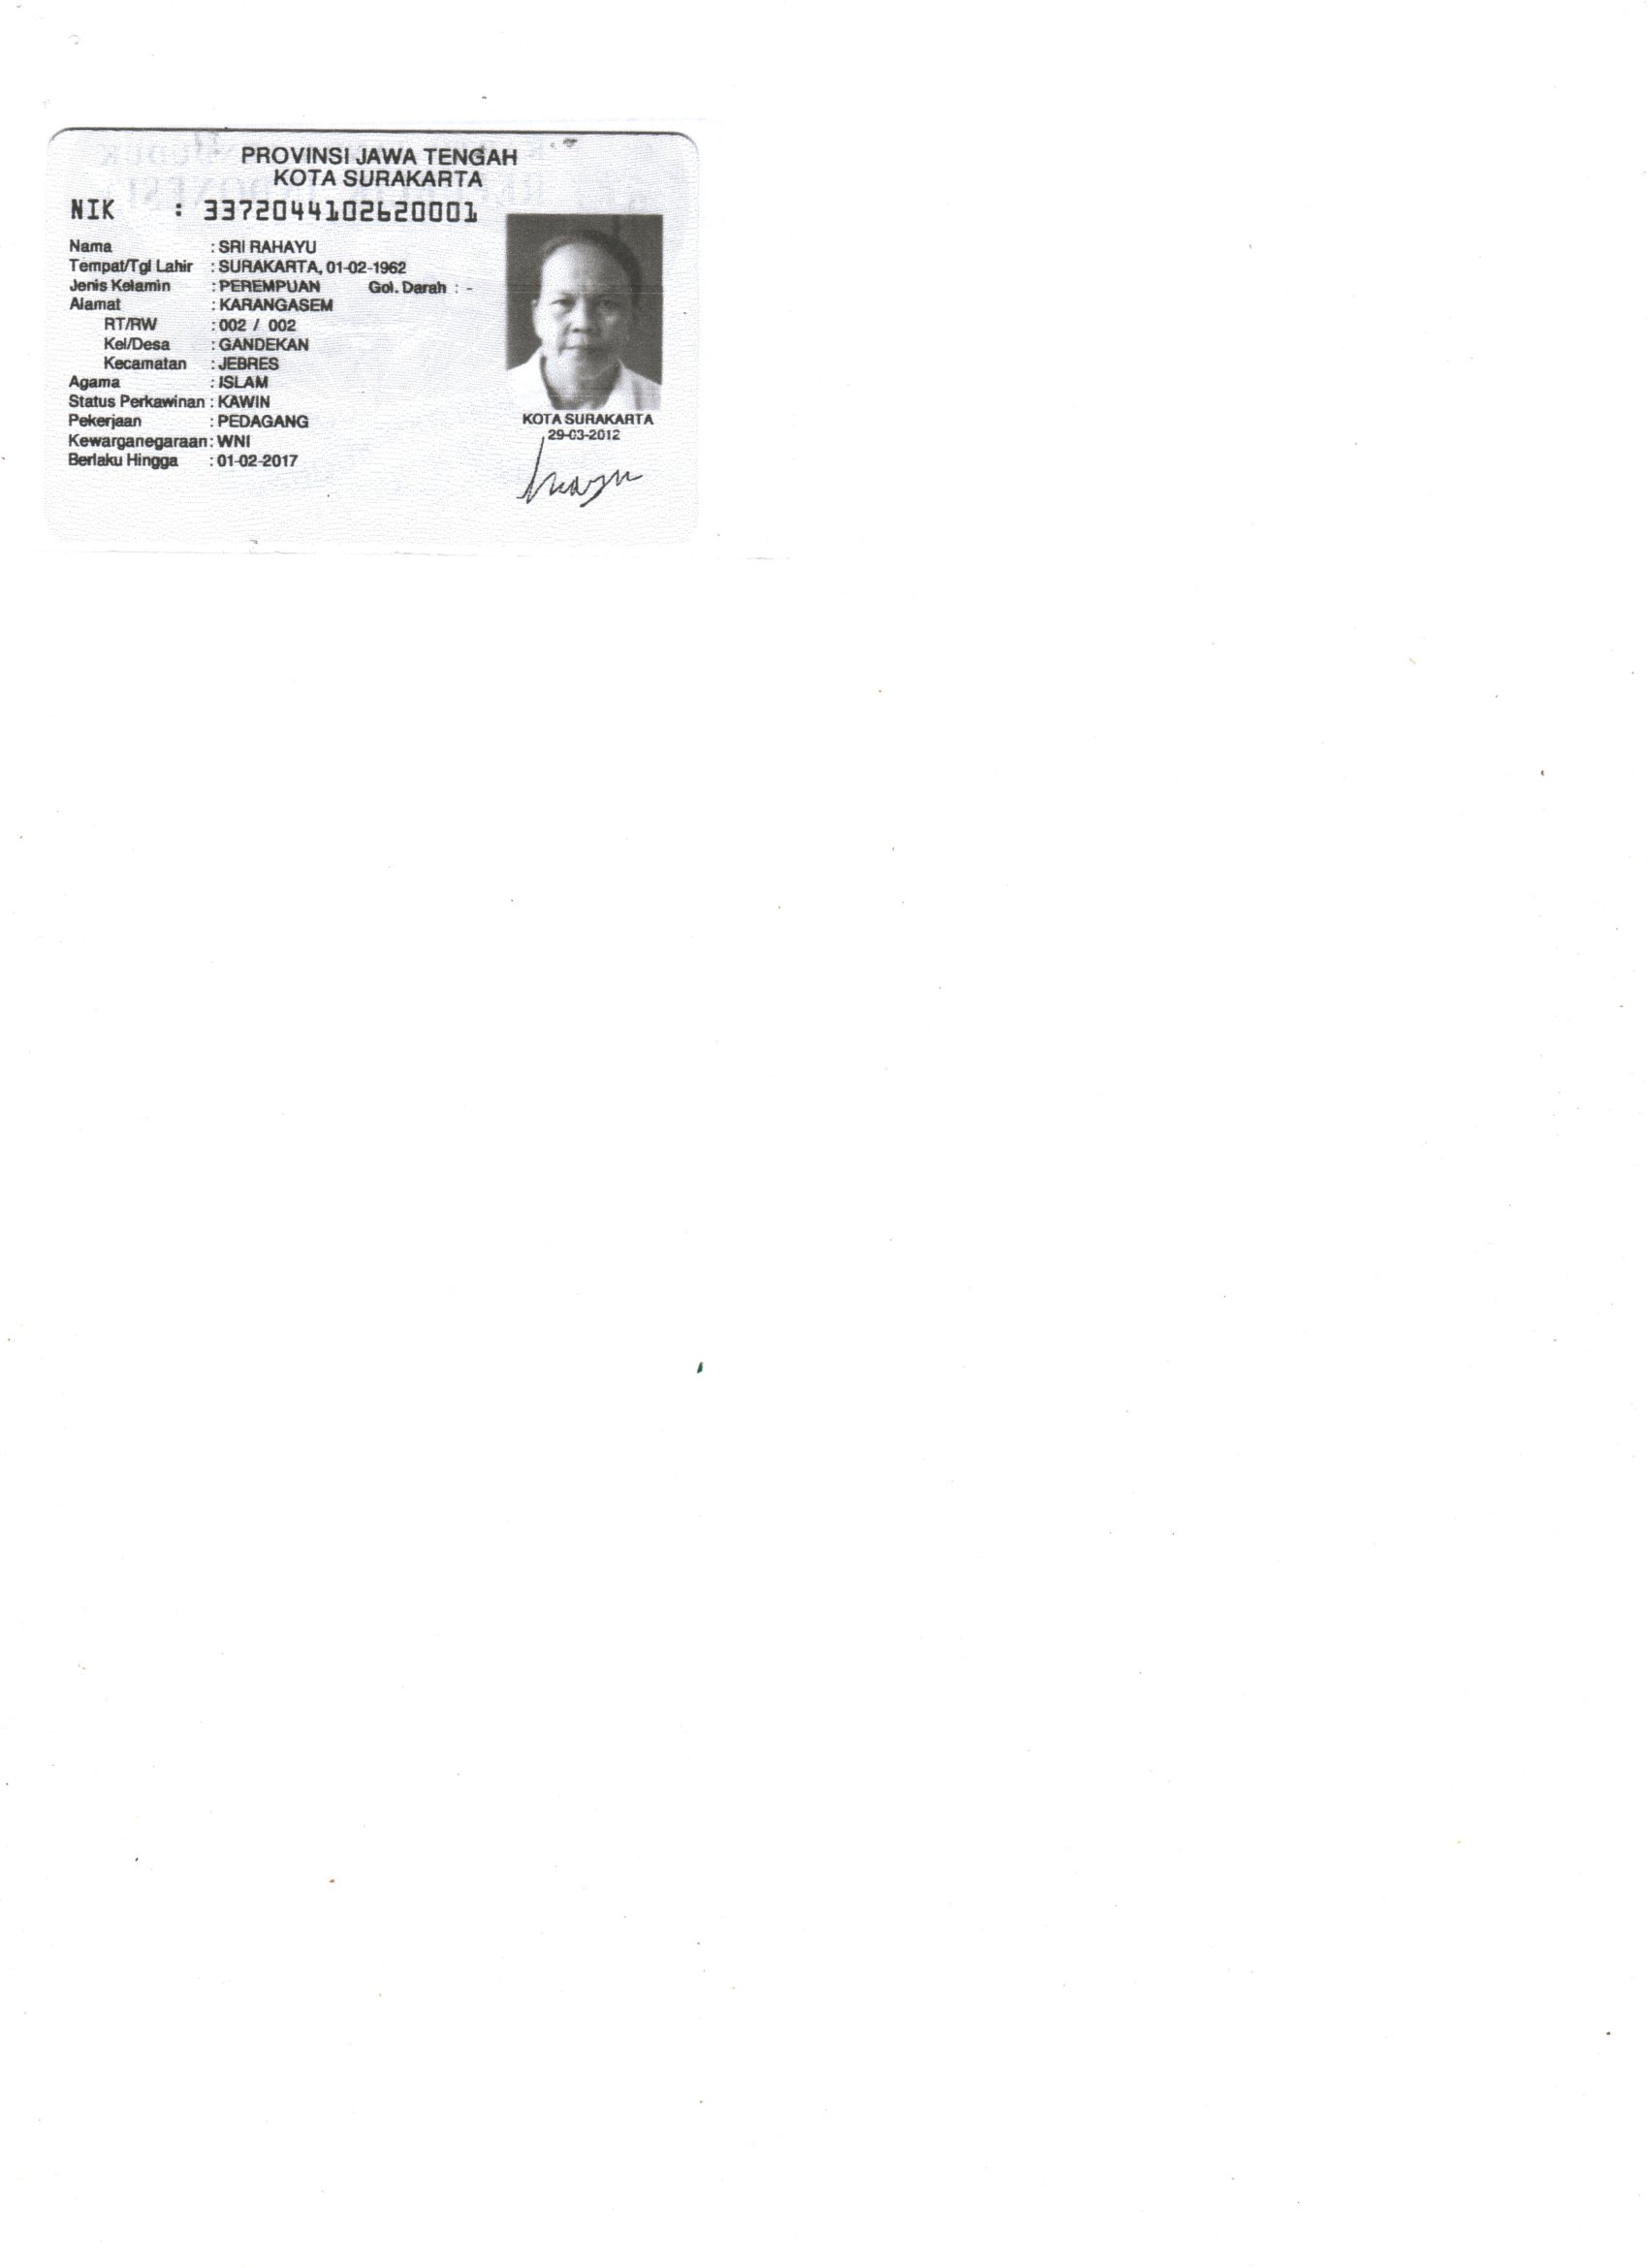 PROVINSI JAWA TENGAH
KOTA SURAKARTA
NIK : 3372044102620001
Nama : SRI RAHAYU
Tempat/Tgl Lahir : SURAKARTA, 01-02-1962
Jenis Kelamin : PEREMPUAN Gol. Darah : -
Alamat : KARANGASEM
RT/RW : 002 / 002
Kel/Desa : GANDEKAN
Kecamatan : JEBRES
Agama : ISLAM
Status Perkawinan : KAWIN
Pekerjaan : PEDAGANG
Kewarganegaraan : WNI
Berlaku Hingga : 01-02-2017
KOTA SURAKARTA
29-03-2012